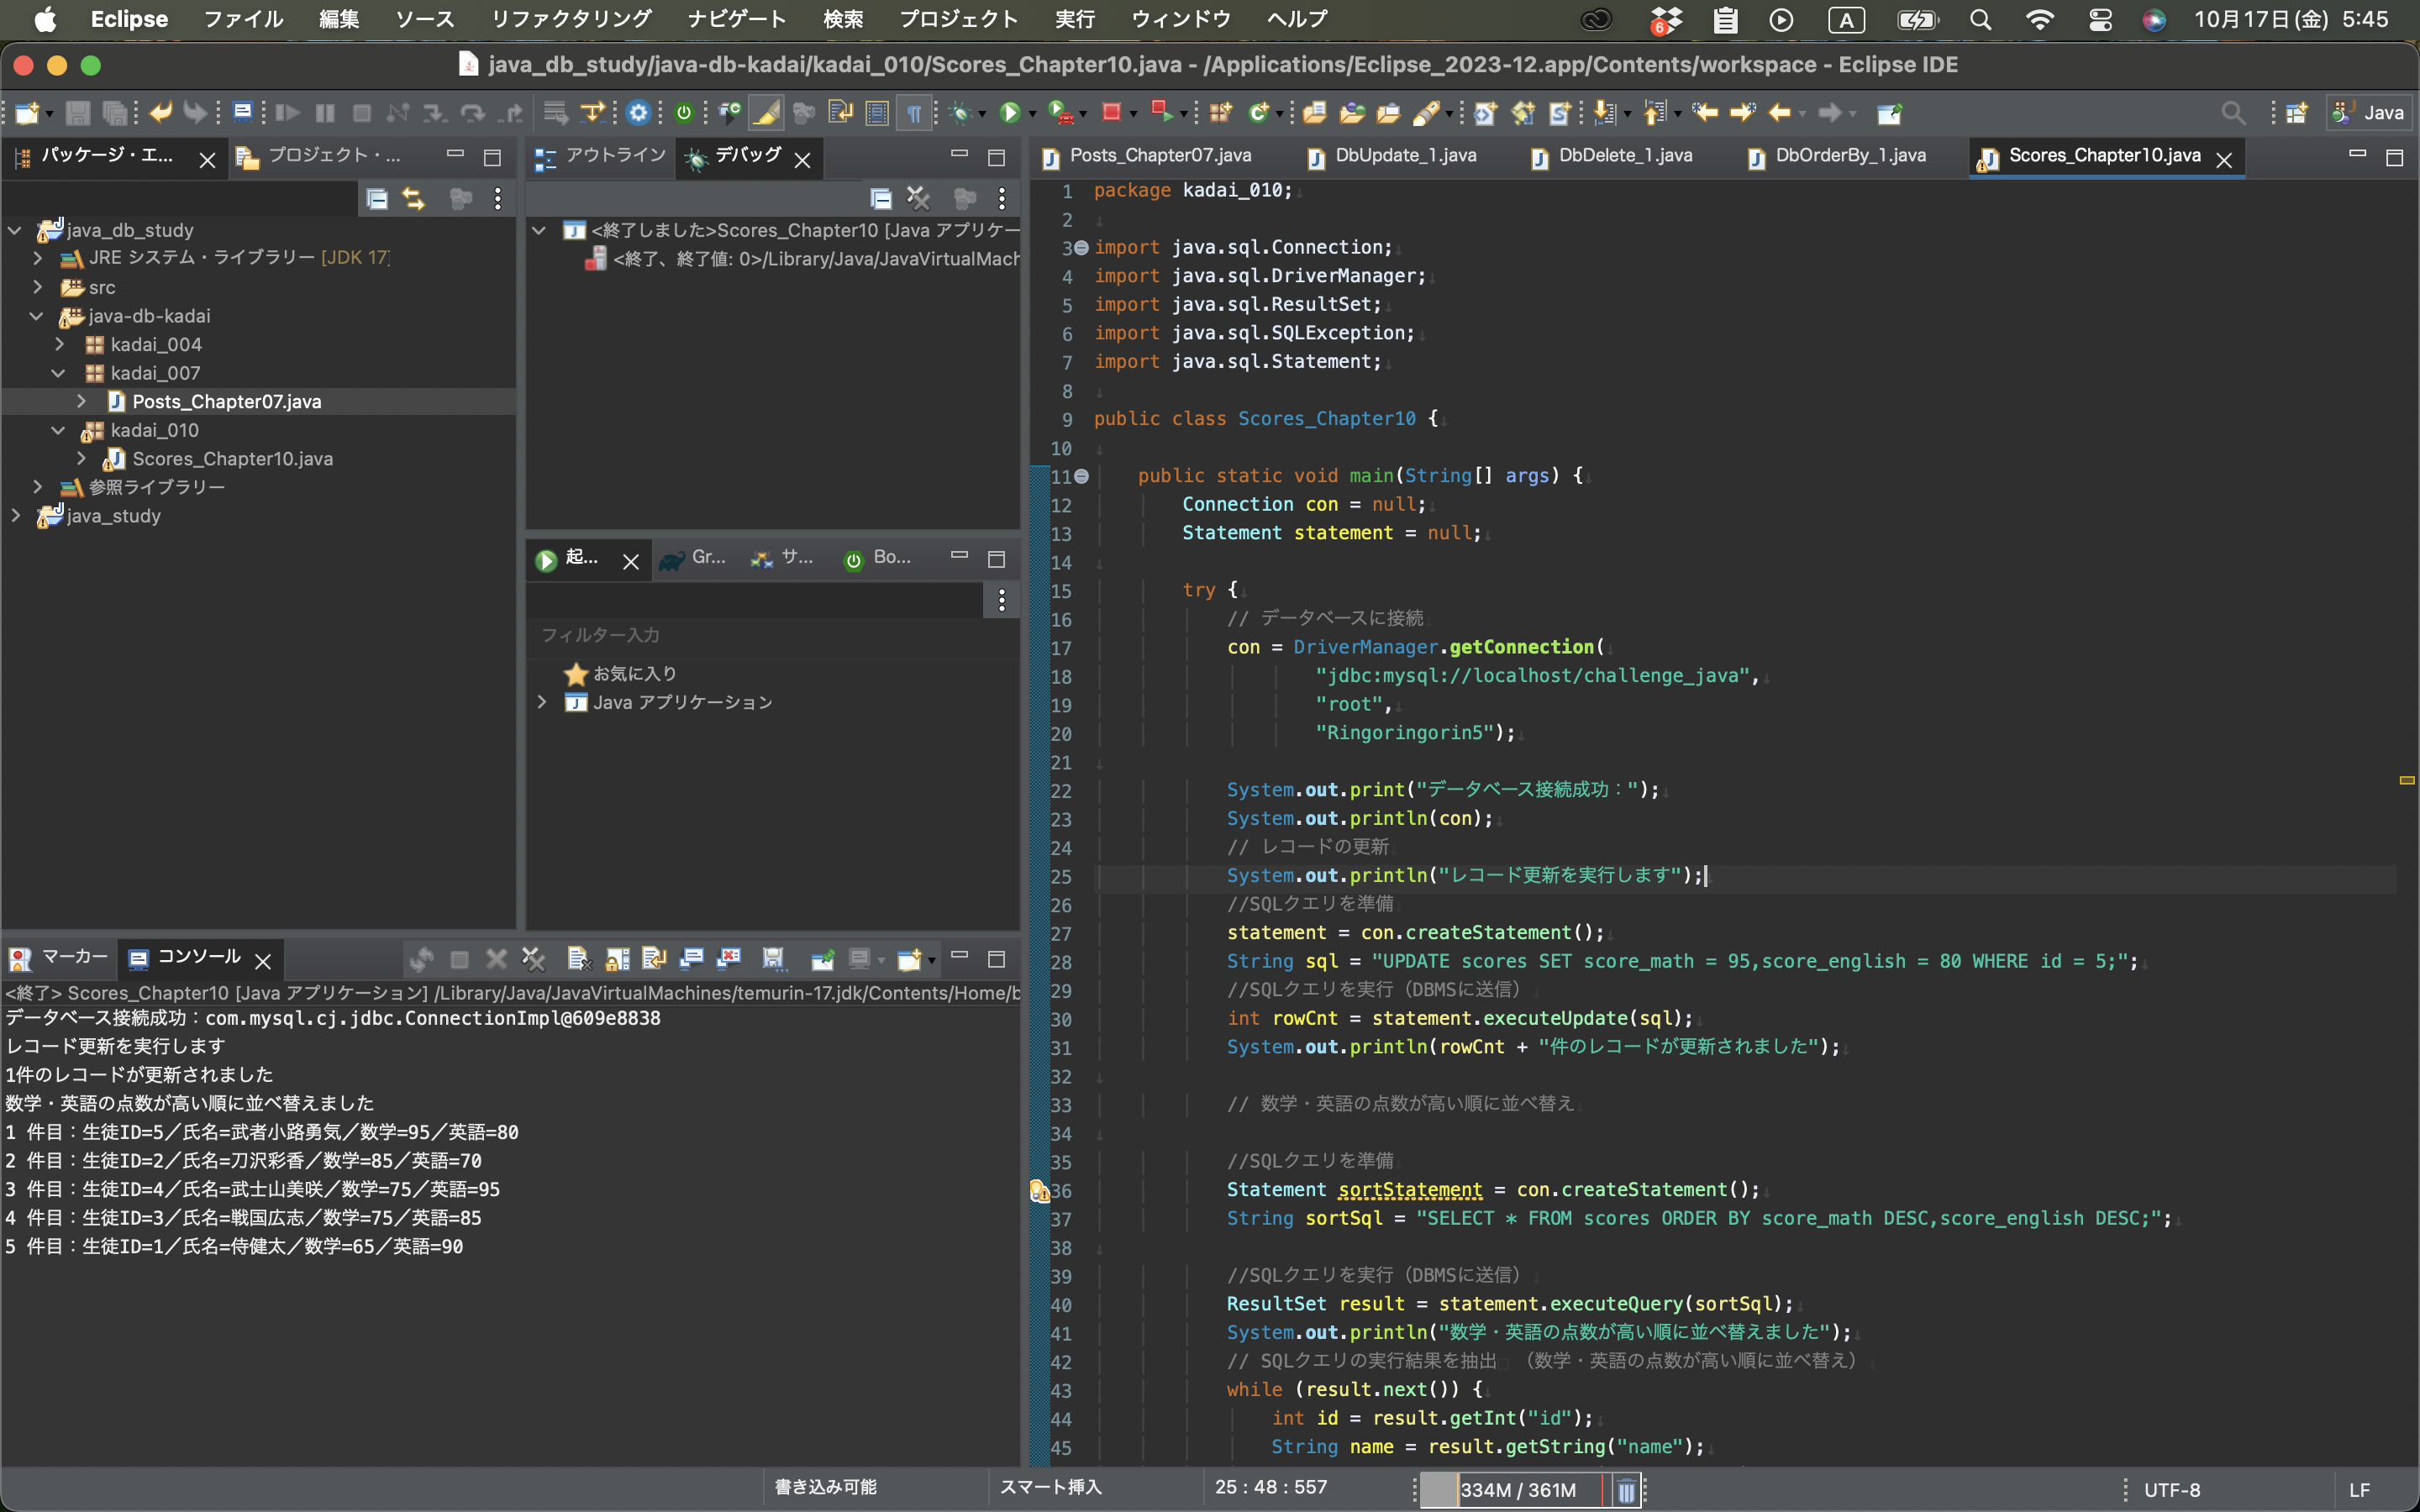 Eclipse ファイル 編集 ソース リファクタリング ナビゲート 検索 プロジェクト 実行 ウィンドウ ヘルプ 6 A 10月17日(金) 5:45
java_db_study/java-db-kadai/kadai_010/Scores_Chapter10.java - /Applications/Eclipse_2023-12.app/Contents/workspace - Eclipse IDE
Java
パッケージ・エ... プロジェクト・...
java_db_study
JRE システム・ライブラリー [JDK 17]
src
java-db-kadai
kadai_004
kadai_007
Posts_Chapter07.java
kadai_010
Scores_Chapter10.java
参照ライブラリー
java_study
アウトライン デバッグ
<終了しました>Scores_Chapter10 [Java アプリケー
<終了、終了値: 0>/Library/Java/JavaVirtualMach
起... Gr... サ... Bo...
フィルター入力
お気に入り
Java アプリケーション
マーカー コンソール
<終了> Scores_Chapter10 [Java アプリケーション] /Library/Java/JavaVirtualMachines/temurin-17.jdk/Contents/Home/b
データベース接続成功：com.mysql.cj.jdbc.ConnectionImpl@609e8838
レコード更新を実行します
1件のレコードが更新されました
数学・英語の点数が高い順に並べ替えました
1 件目：生徒ID=5／氏名=武者小路勇気／数学=95／英語=80
2 件目：生徒ID=2／氏名=刀沢彩香／数学=85／英語=70
3 件目：生徒ID=4／氏名=武士山美咲／数学=75／英語=95
4 件目：生徒ID=3／氏名=戦国広志／数学=75／英語=85
5 件目：生徒ID=1／氏名=侍健太／数学=65／英語=90
Posts_Chapter07.java DbUpdate_1.java DbDelete_1.java DbOrderBy_1.java Scores_Chapter10.java
1 package kadai_010;
2
3 import java.sql.Connection;
4 import java.sql.DriverManager;
5 import java.sql.ResultSet;
6 import java.sql.SQLException;
7 import java.sql.Statement;
8
9 public class Scores_Chapter10 {
10
11 public static void main(String[] args) {
12 Connection con = null;
13 Statement statement = null;
14
15 try {
16 // データベースに接続
17 con = DriverManager.getConnection(
18 "jdbc:mysql://localhost/challenge_java",
19 "root",
20 "Ringoringorin5");
21
22 System.out.print("データベース接続成功：");
23 System.out.println(con);
24 // レコードの更新
25 System.out.println("レコード更新を実行します");
26 //SQLクエリを準備
27 statement = con.createStatement();
28 String sql = "UPDATE scores SET score_math = 95,score_english = 80 WHERE id = 5;";
29 //SQLクエリを実行（DBMSに送信）
30 int rowCnt = statement.executeUpdate(sql);
31 System.out.println(rowCnt + "件のレコードが更新されました");
32
33 // 数学・英語の点数が高い順に並べ替え
34
35 //SQLクエリを準備
36 Statement sortStatement = con.createStatement();
37 String sortSql = "SELECT * FROM scores ORDER BY score_math DESC,score_english DESC;";
38
39 //SQLクエリを実行（DBMSに送信）
40 ResultSet result = statement.executeQuery(sortSql);
41 System.out.println("数学・英語の点数が高い順に並べ替えました");
42 // SQLクエリの実行結果を抽出　（数学・英語の点数が高い順に並べ替え）
43 while (result.next()) {
44 int id = result.getInt("id");
45 String name = result.getString("name");
書き込み可能 スマート挿入 25 : 48 : 557 334M / 361M UTF-8 LF